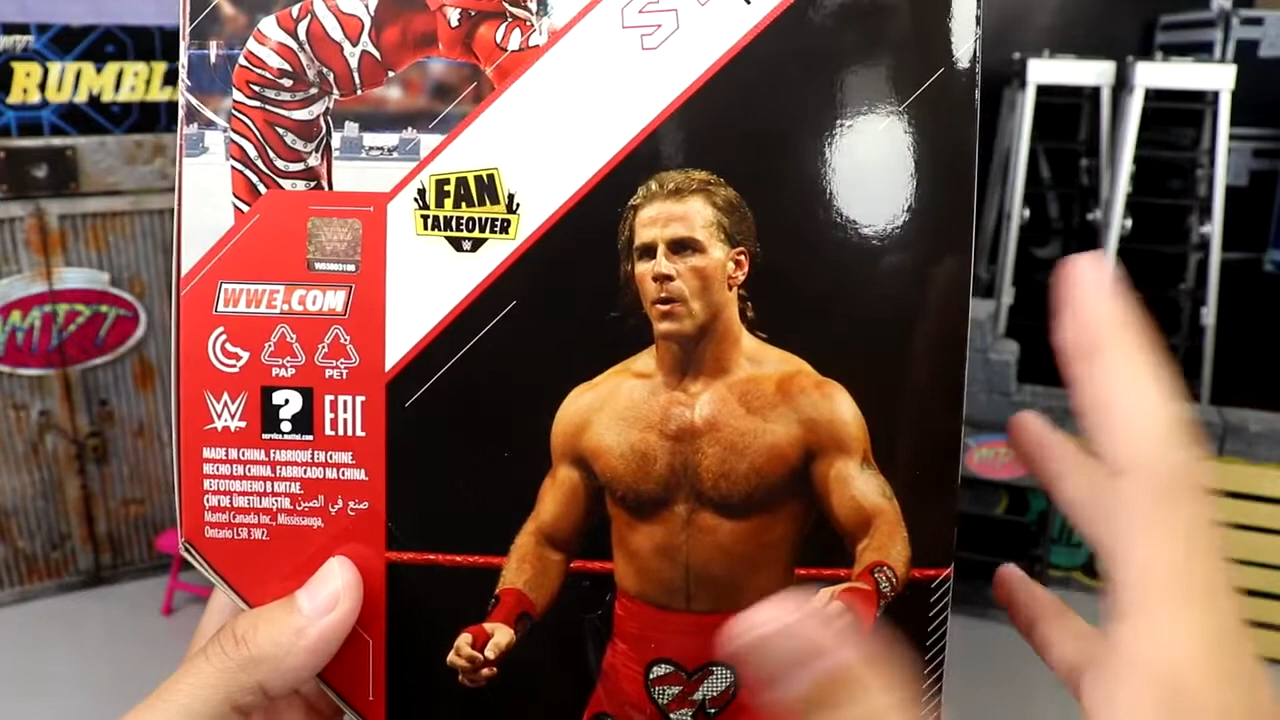 RUMBL
FAN
TAKEOVER
WWE.COM
PAP
PET
?
service.mattel.com
EAC
MADE IN CHINA. FABRIQUÉ EN CHINE.
HECHO EN CHINA. FABRICADO NA CHINA.
ИЗГОТОВЛЕНО В КИТАЕ.
ÇİN'DE ÜRETİLMİŞTİR. صنع في الصين
Mattel Canada Inc., Mississauga,
Ontario L5R 3W2.
MDT